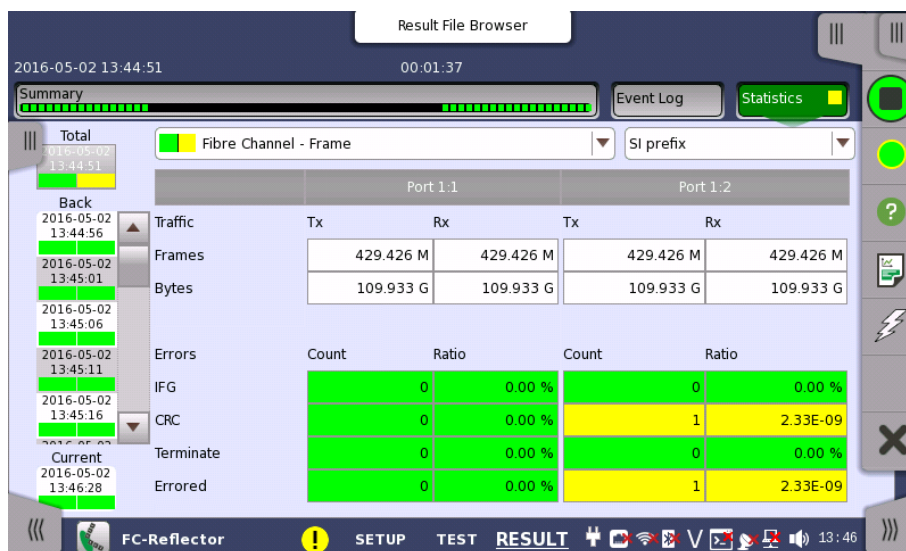 Result File Browser
2016-05-02 13:44:51 00:01:37
Summary Event Log Statistics
Total
2016-05-02
13:44:51
Fibre Channel - Frame SI prefix
Port 1:1 Port 1:2
Back
2016-05-02
13:44:56
2016-05-02
13:45:01
2016-05-02
13:45:06
2016-05-02
13:45:11
2016-05-02
13:45:16
Current
2016-05-02
13:46:28
Traffic Tx Rx Tx Rx
Frames 429.426 M 429.426 M 429.426 M 429.426 M
Bytes 109.933 G 109.933 G 109.933 G 109.933 G
Errors Count Ratio Count Ratio
IFG 0 0.00 % 0 0.00 %
CRC 0 0.00 % 1 2.33E-09
Terminate 0 0.00 % 0 0.00 %
Errored 0 0.00 % 1 2.33E-09
FC-Reflector SETUP TEST RESULT 13:46